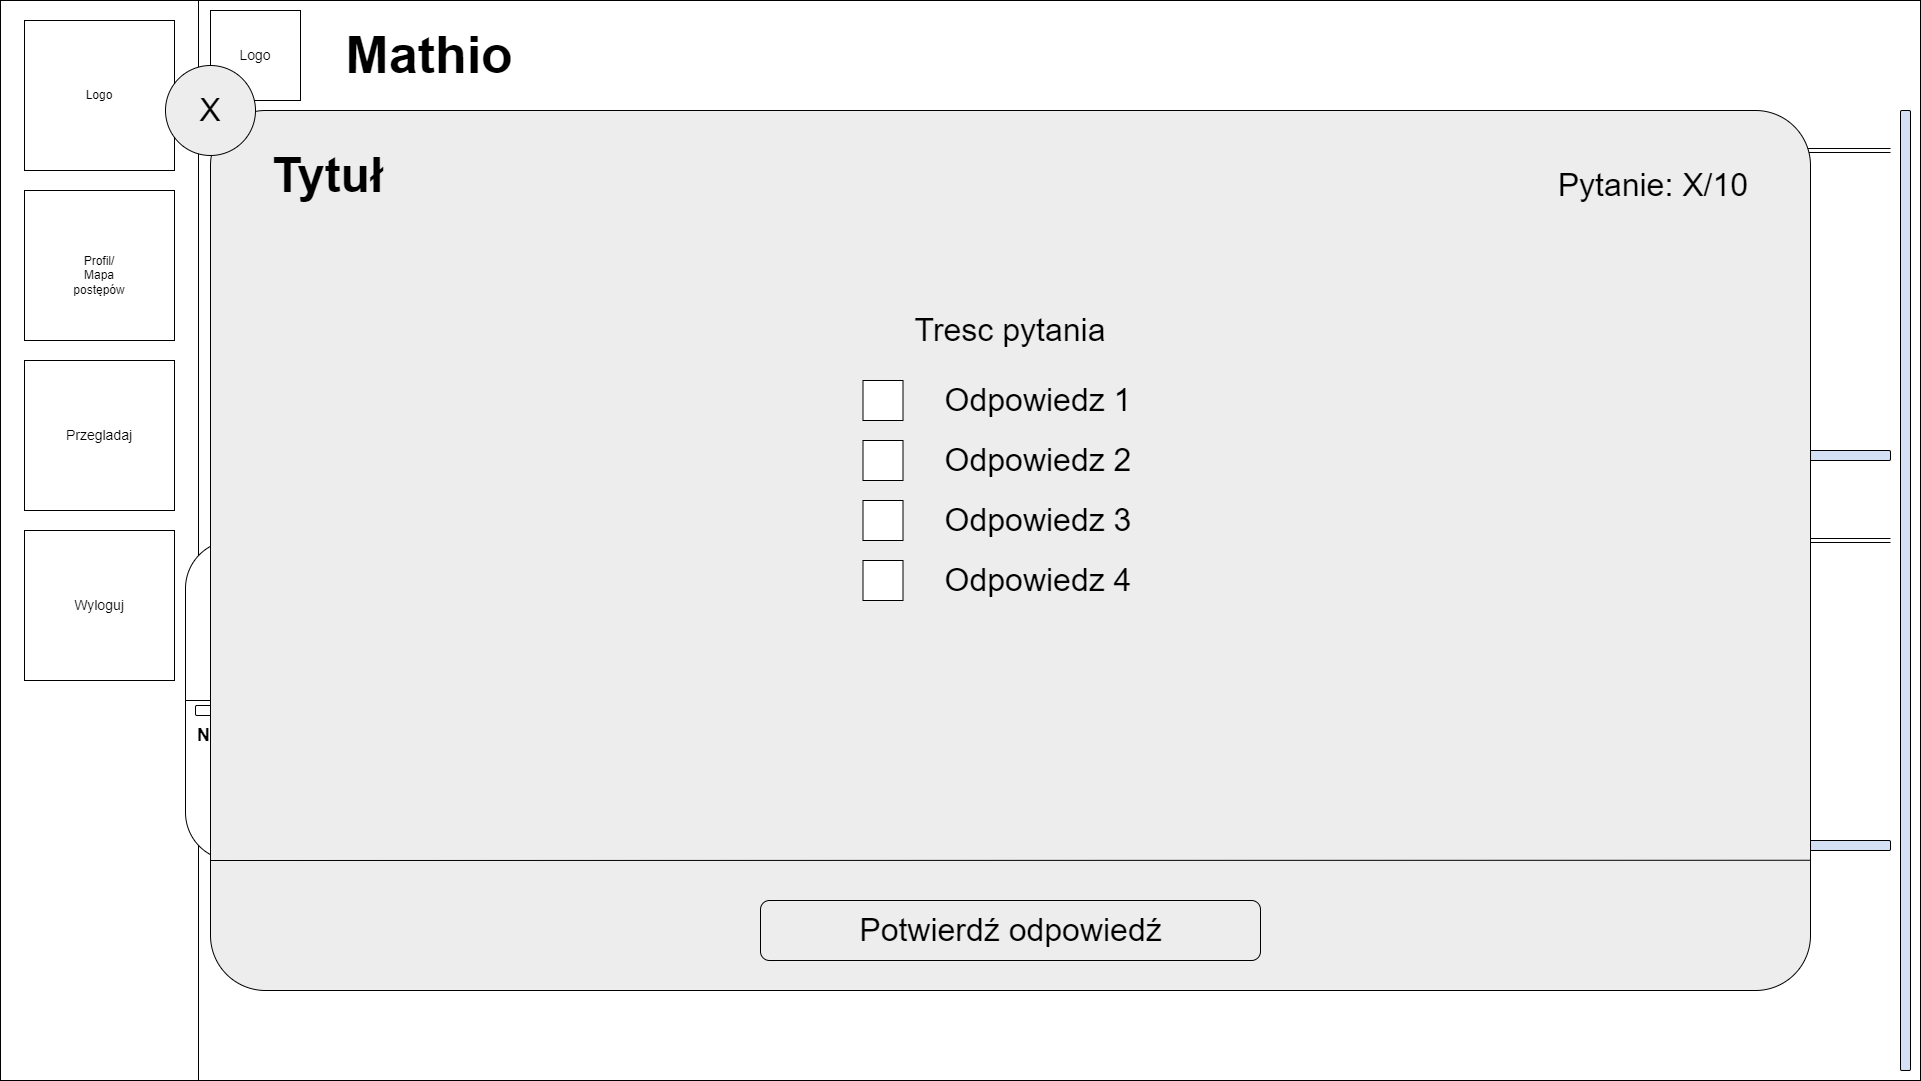 Logo
Profil/
Mapa
postępów
Przegladaj
Wyloguj
Logo
Mathio
X
Tytuł
Pytanie: X/10
Tresc pytania
Odpowiedz 1
Odpowiedz 2
Odpowiedz 3
Odpowiedz 4
N
Potwierdź odpowiedź